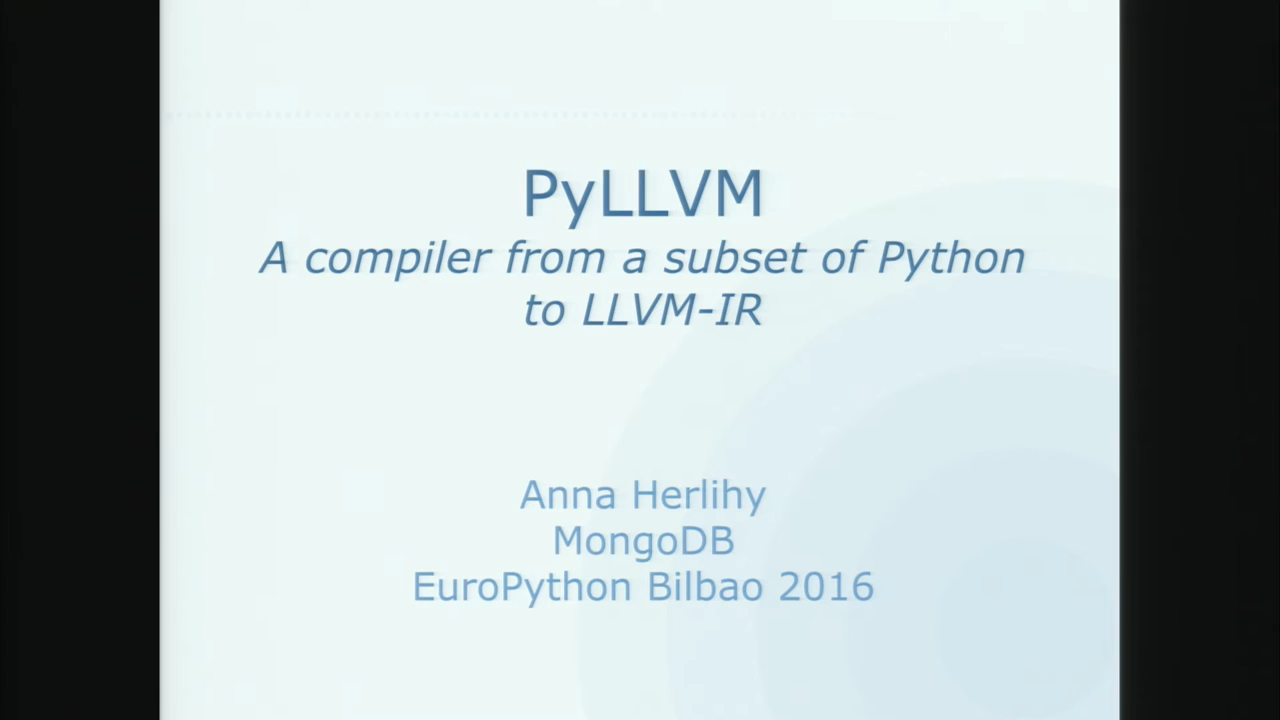 PyLLVM
A compiler from a subset of Python
to LLVM-IR
Anna Herlihy
MongoDB
EuroPython Bilbao 2016